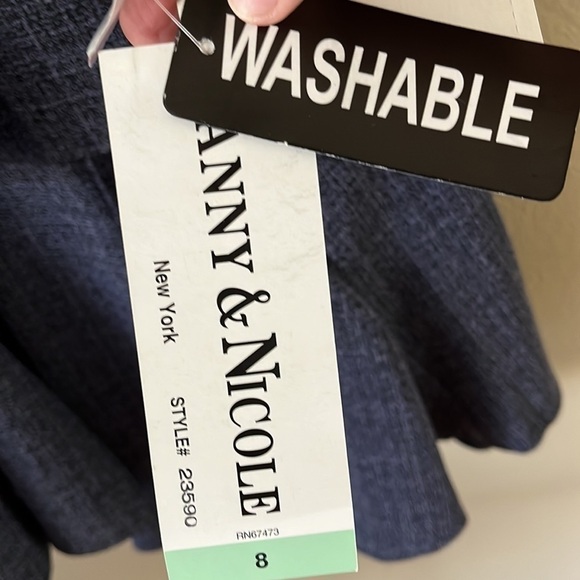 WASHABLE
ANNY & NICOLE
New York
STYLE# 23590
RN67473
8